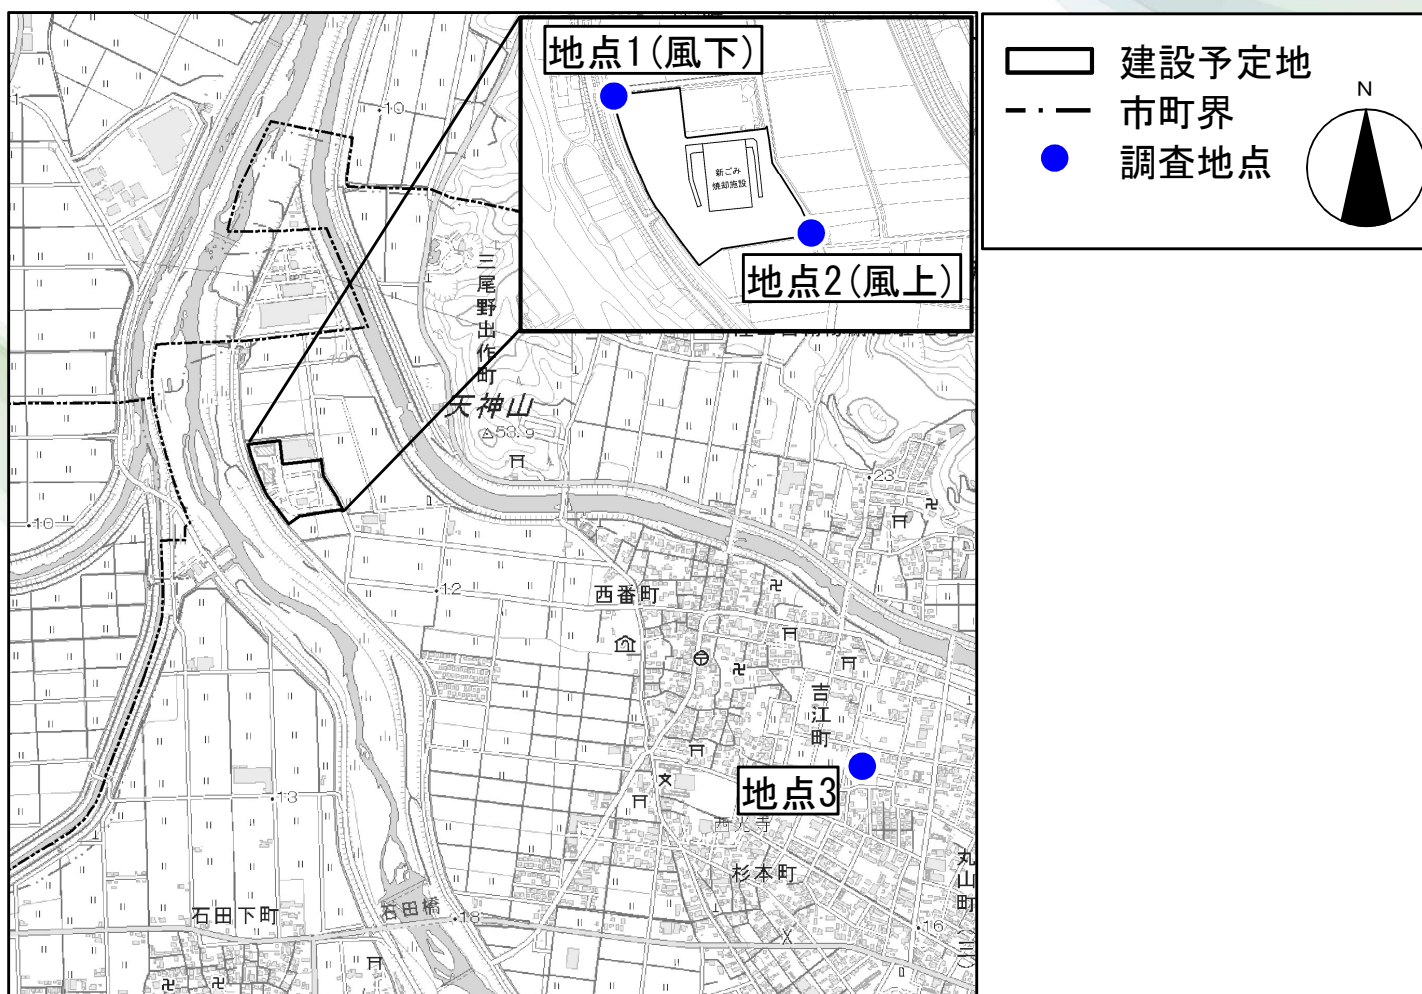 地点1(風下)
新ごみ
焼却施設
地点2(風上)
建設予定地
市町界
調査地点
N
10
三尾野出作町
天神山
53.9
23
10
12
西番町
吉江町
地点3
13
西光寺
杉本町
丸山町
石田下町
石田橋
18
16